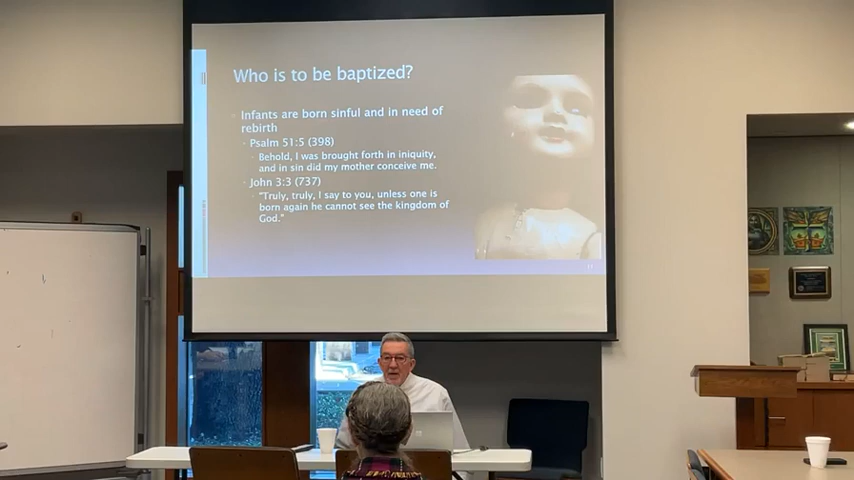 Who is to be baptized?
Infants are born sinful and in need of
rebirth
Psalm 51:5 (398)
Behold, I was brought forth in iniquity,
and in sin did my mother conceive me.
John 3:3 (737)
"Truly, truly, I say to you, unless one is
born again he cannot see the kingdom of
God."